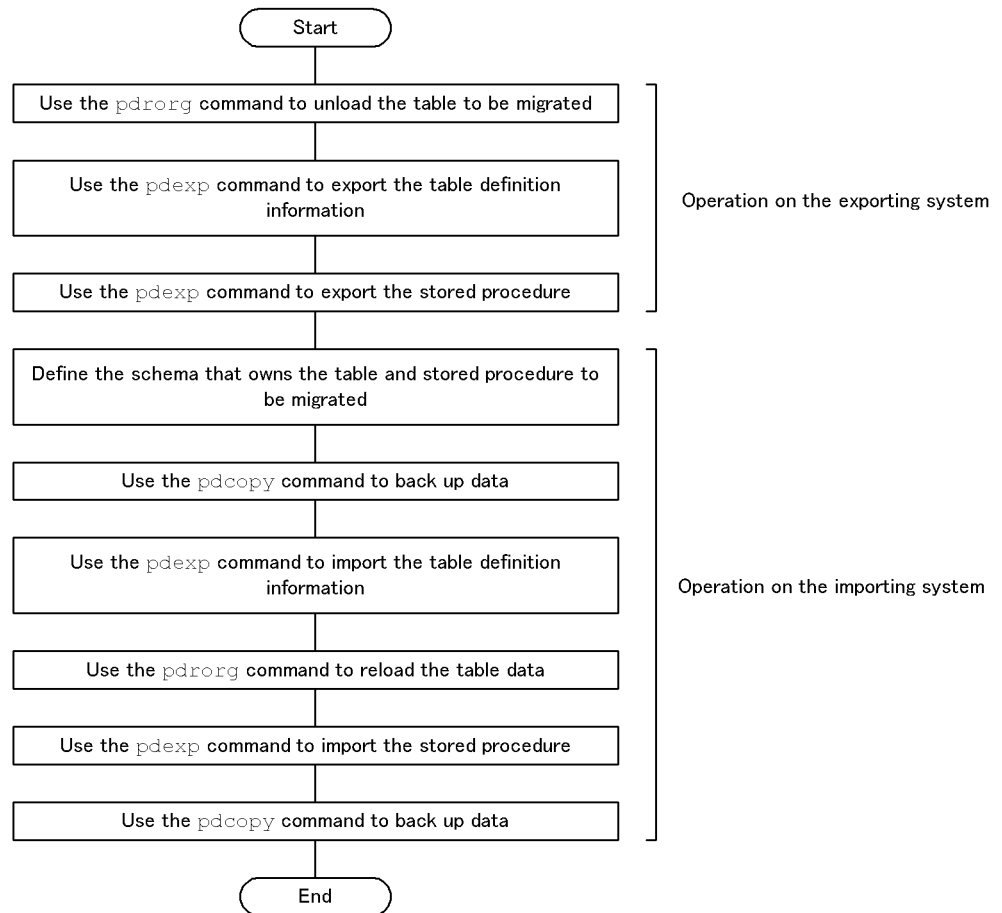 Start
Use the pdrorg command to unload the table to be migrated
Use the pdexp command to export the table definition
information
Operation on the exporting system
Use the pdexp command to export the stored procedure
Define the schema that owns the table and stored procedure to
be migrated
Use the pdcopy command to back up data
Use the pdexp command to import the table definition
information
Operation on the importing system
Use the pdrorg command to reload the table data
Use the pdexp command to import the stored procedure
Use the pdcopy command to back up data
End